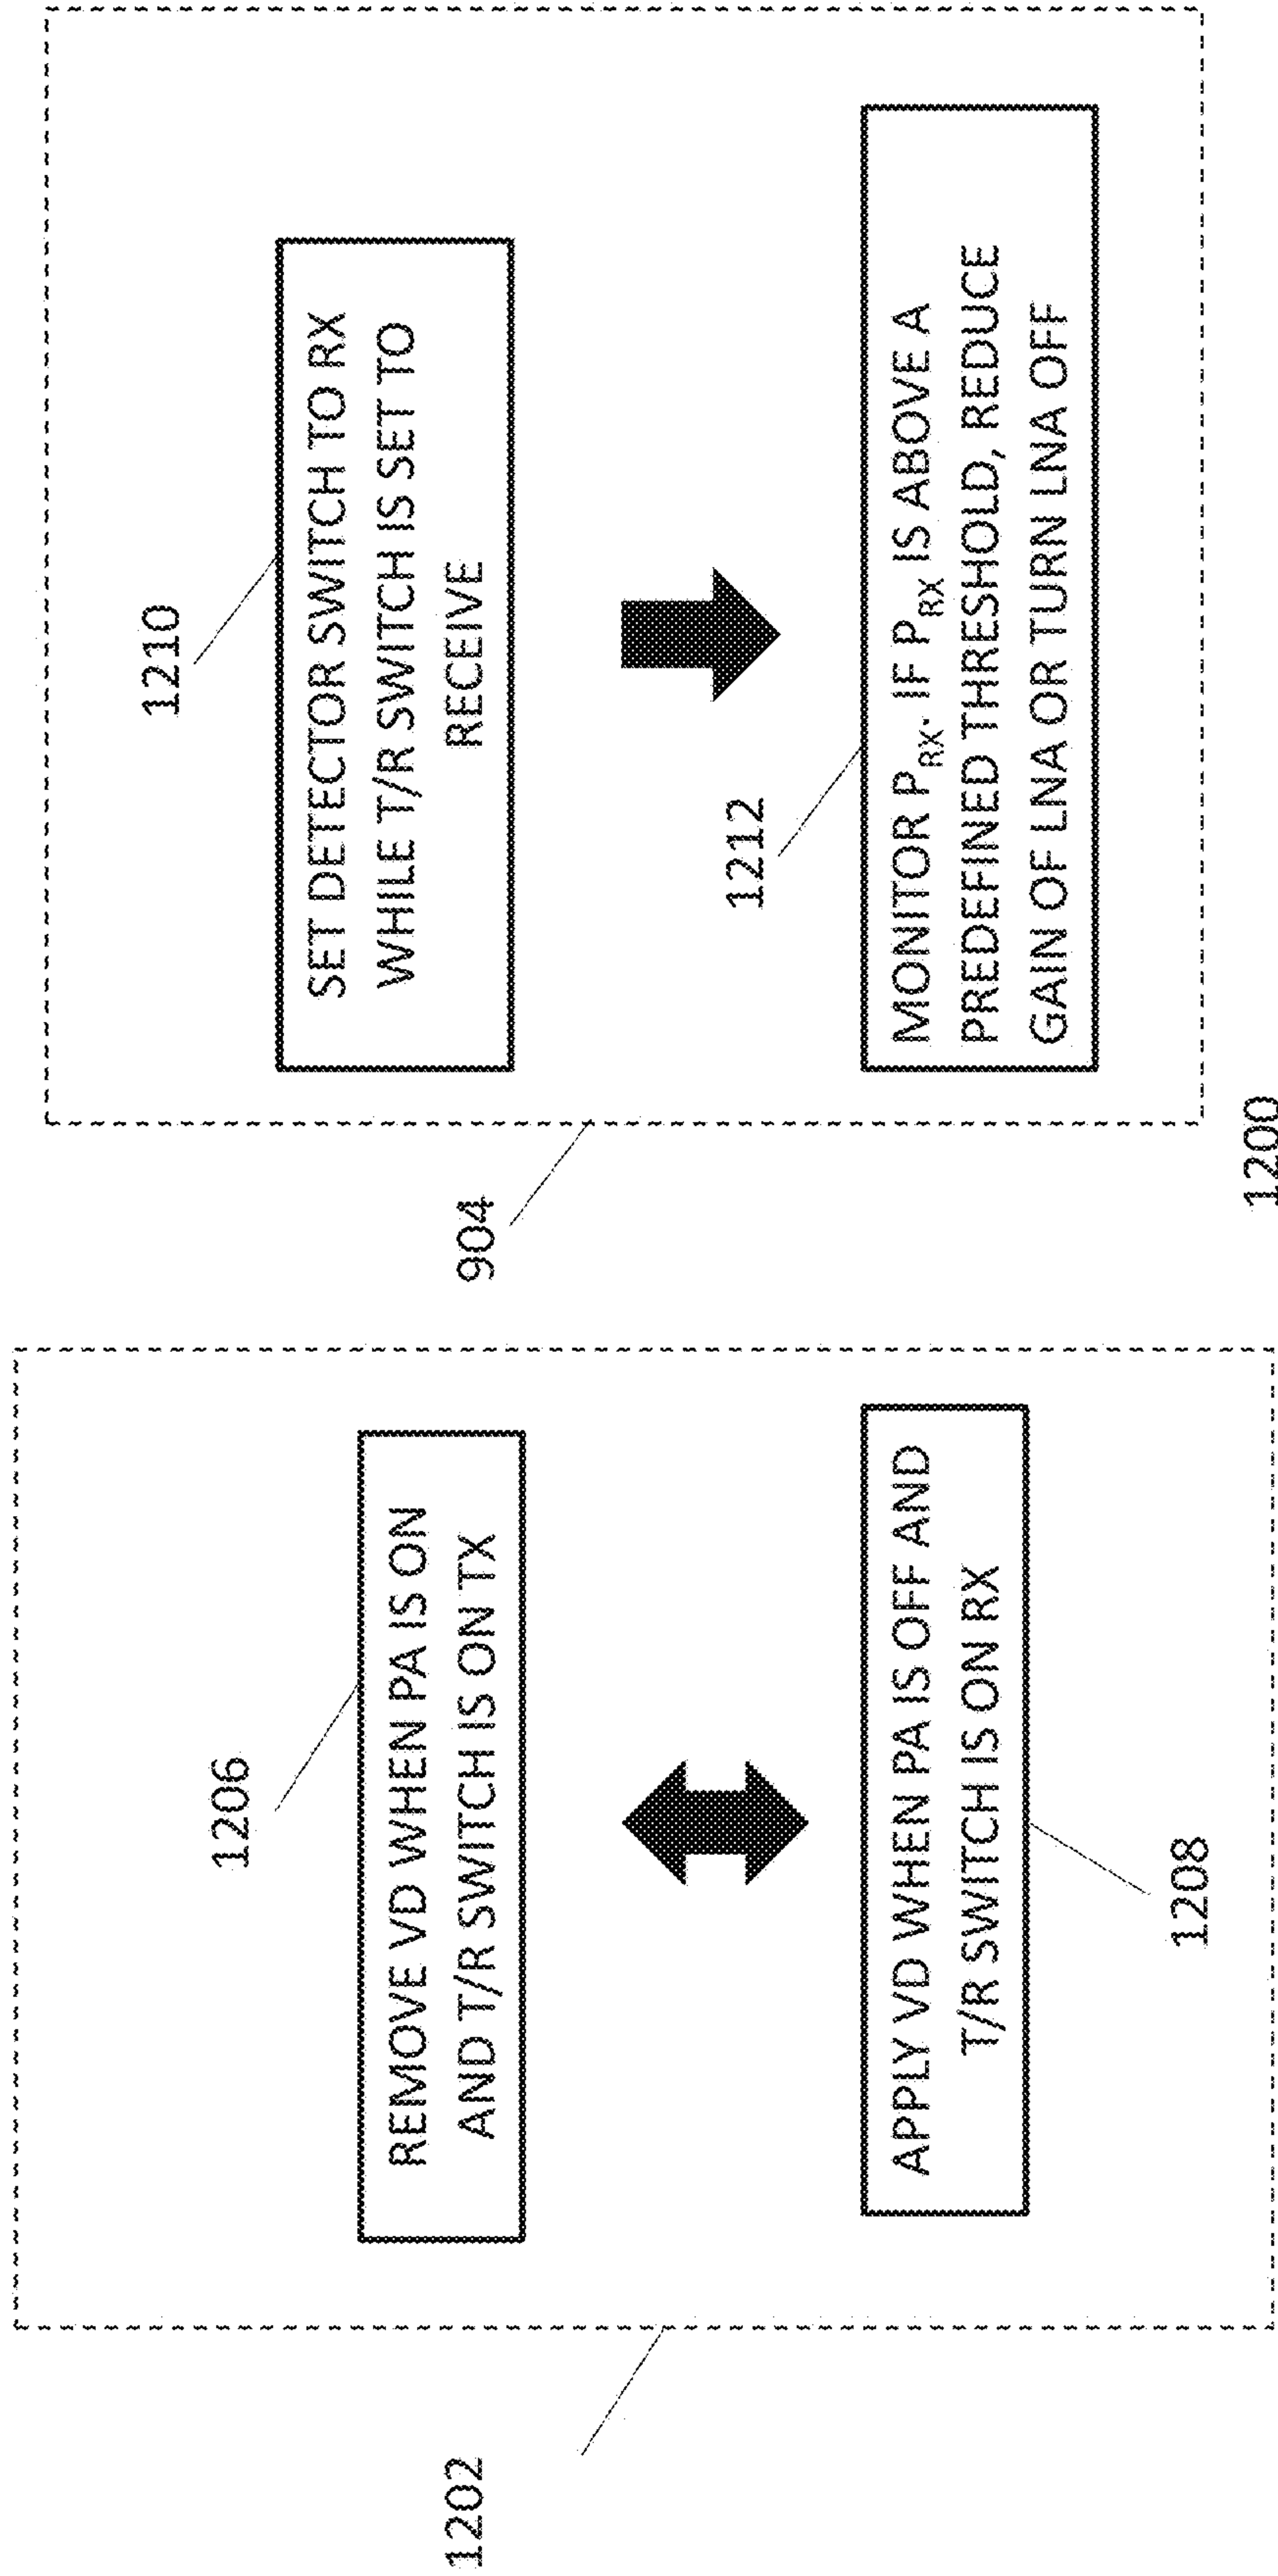 1202
1206
REMOVE VD WHEN PA IS ON
AND T/R SWITCH IS ON TX
APPLY VD WHEN PA IS OFF AND
T/R SWITCH IS ON RX
1208
904
1210
SET DETECTOR SWITCH TO RX
WHILE T/R SWITCH IS SET TO
RECEIVE
1212
MONITOR PRX. IF PRX IS ABOVE A
PREDEFINED THRESHOLD, REDUCE
GAIN OF LNA OR TURN LNA OFF
1200